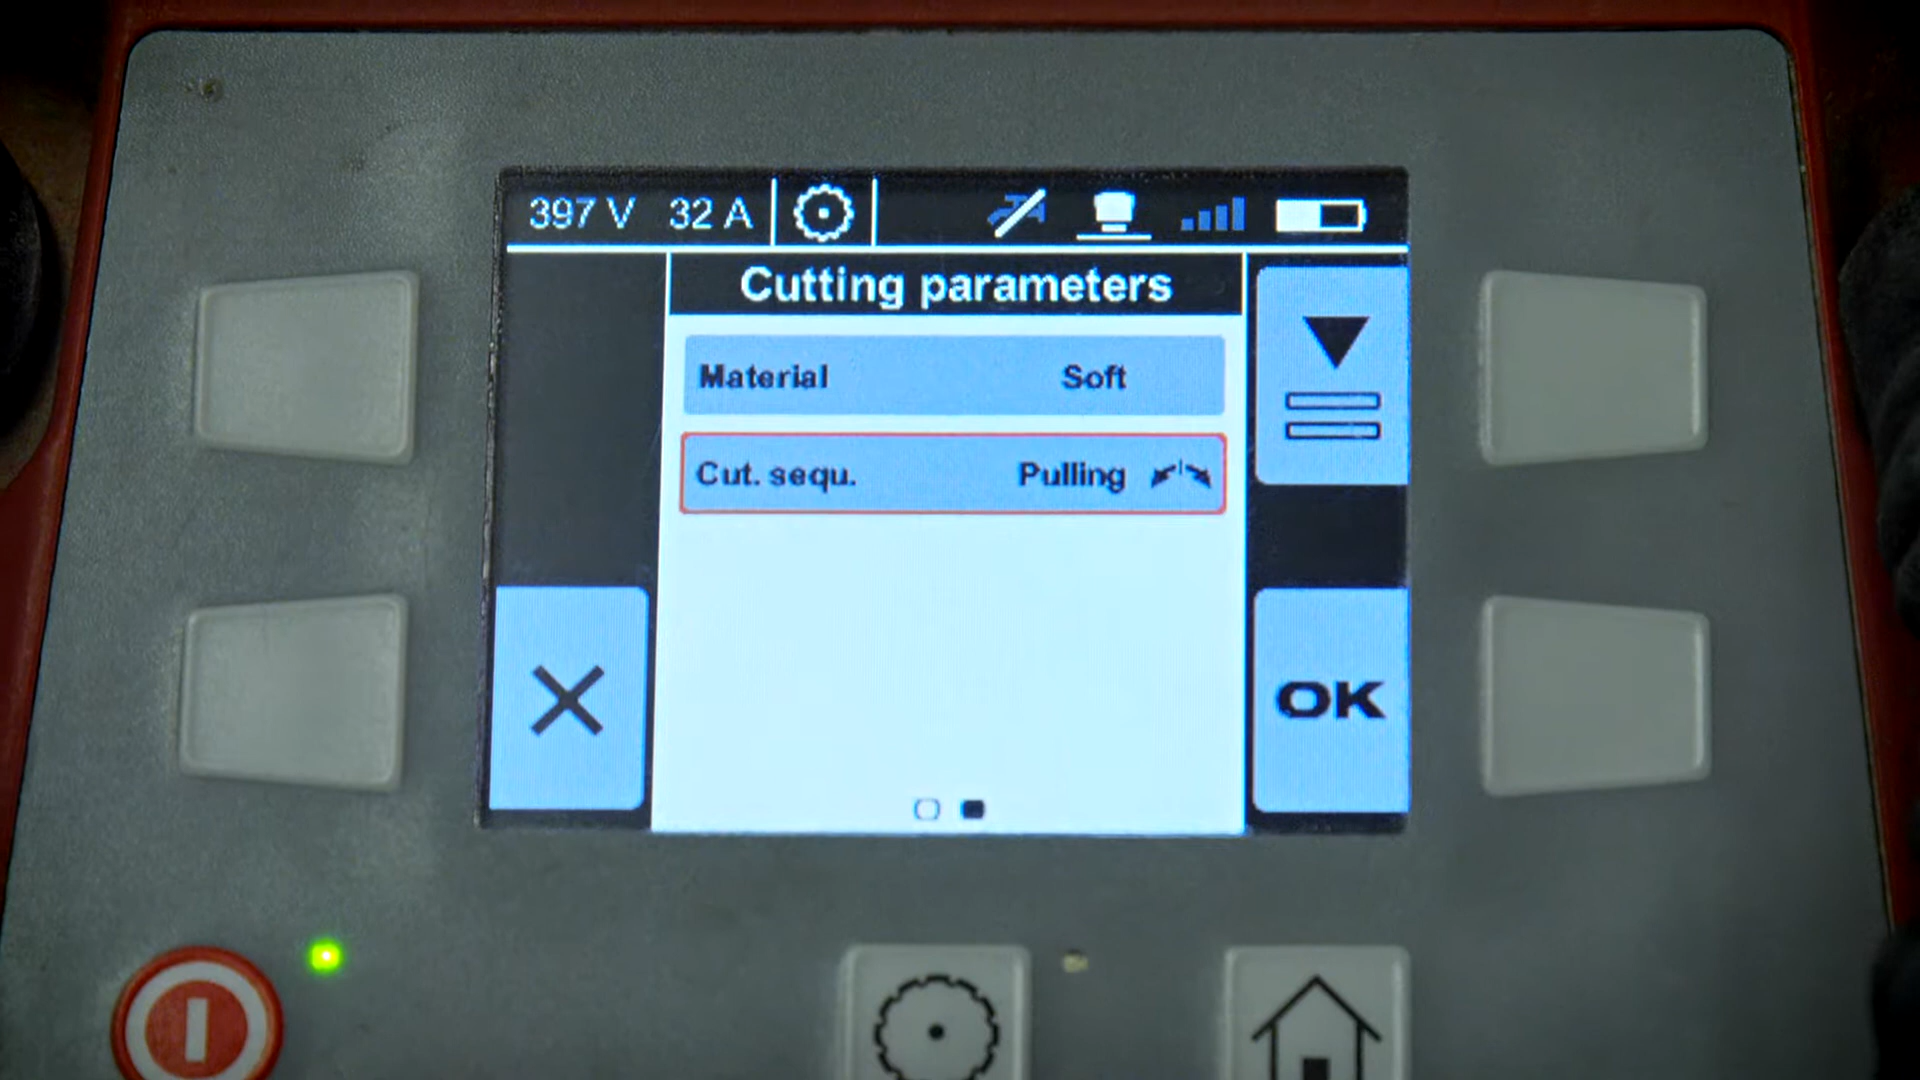 397 V 32 A
Cutting parameters
Material Soft
Cut. sequ. Pulling
OK